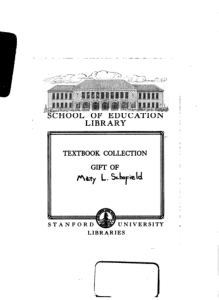 SCHOOL OF EDUCATION
LIBRARY
TEXTBOOK COLLECTION
GIFT OF
Mary L. Schofield
STANFORD UNIVERSITY
LIBRARIES